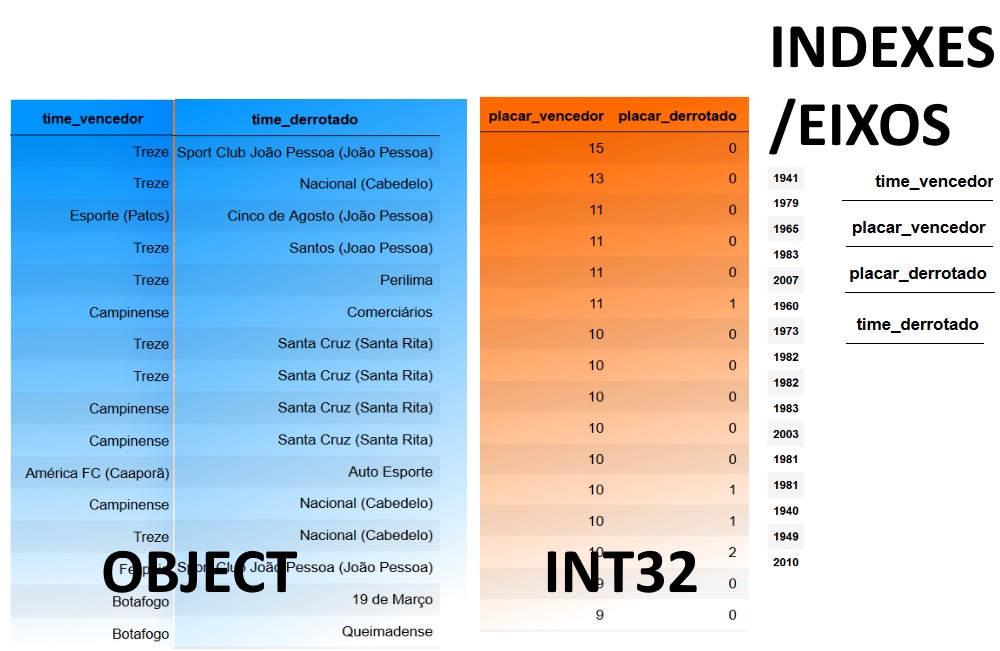 INDEXES
/EIXOS
time_vencedor time_derrotado
Treze Sport Club João Pessoa (João Pessoa)
Treze Nacional (Cabedelo)
Esporte (Patos) Cinco de Agosto (João Pessoa)
Treze Santos (Joao Pessoa)
Treze Perilima
Campinense Comerciários
Treze Santa Cruz (Santa Rita)
Treze Santa Cruz (Santa Rita)
Campinense Santa Cruz (Santa Rita)
Campinense Santa Cruz (Santa Rita)
América FC (Caaporã) Auto Esporte
Campinense Nacional (Cabedelo)
Treze Nacional (Cabedelo)
Sport Club João Pessoa (João Pessoa)
Botafogo 19 de Março
Botafogo Queimadense
OBJECT
placar_vencedor placar_derrotado
15 0
13 0
11 0
11 0
11 0
11 1
10 0
10 0
10 0
10 0
10 0
10 1
10 1
10 2
9 0
9 0
INT32
1941
1979
1965
1983
2007
1960
1973
1982
1982
1983
2003
1981
1981
1940
1949
2010
time_vencedor
placar_vencedor
placar_derrotado
time_derrotado